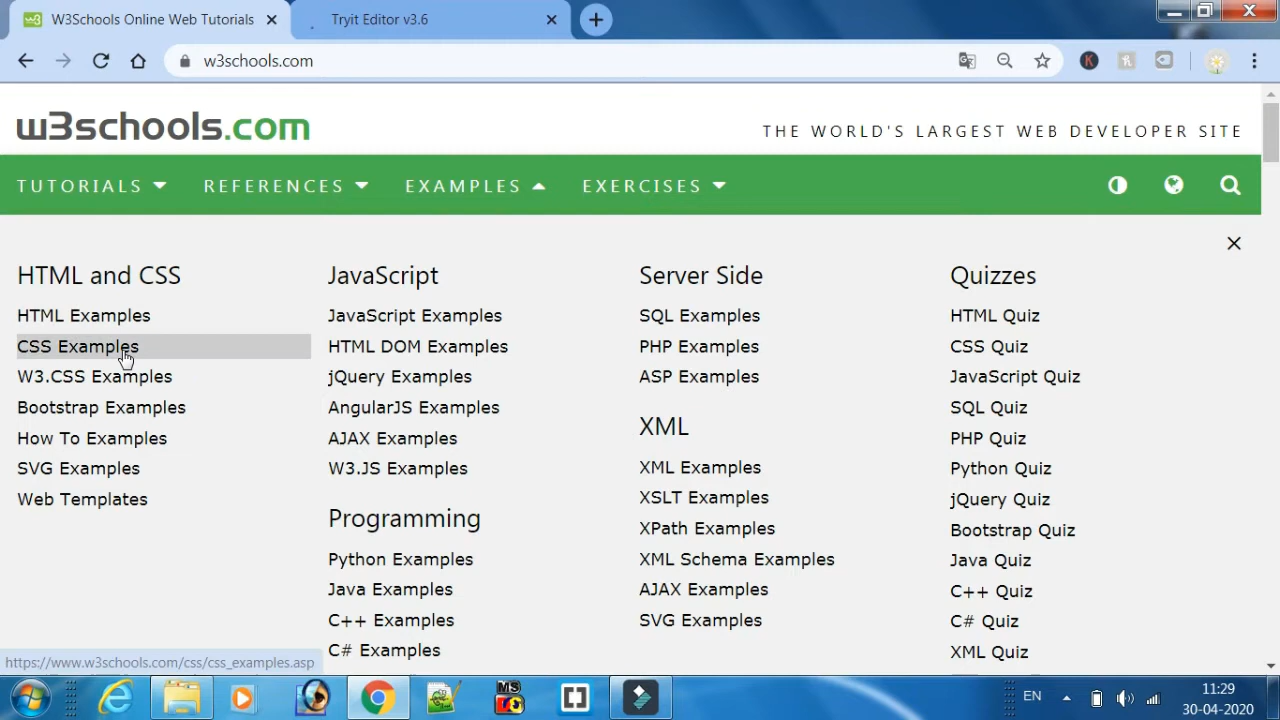 W3Schools Online Web Tutorials
Tryit Editor v3.6
w3schools.com
w3schools.com
THE WORLD'S LARGEST WEB DEVELOPER SITE
TUTORIALS REFERENCES EXAMPLES EXERCISES
HTML and CSS
HTML Examples
CSS Examples
W3.CSS Examples
Bootstrap Examples
How To Examples
SVG Examples
Web Templates
JavaScript
JavaScript Examples
HTML DOM Examples
jQuery Examples
AngularJS Examples
AJAX Examples
W3.JS Examples
Programming
Python Examples
Java Examples
C++ Examples
C# Examples
Server Side
SQL Examples
PHP Examples
ASP Examples
XML
XML Examples
XSLT Examples
XPath Examples
XML Schema Examples
AJAX Examples
SVG Examples
Quizzes
HTML Quiz
CSS Quiz
JavaScript Quiz
SQL Quiz
PHP Quiz
Python Quiz
jQuery Quiz
Bootstrap Quiz
Java Quiz
C++ Quiz
C# Quiz
XML Quiz
https://www.w3schools.com/css/css_examples.asp
MS
EN
11:29
30-04-2020